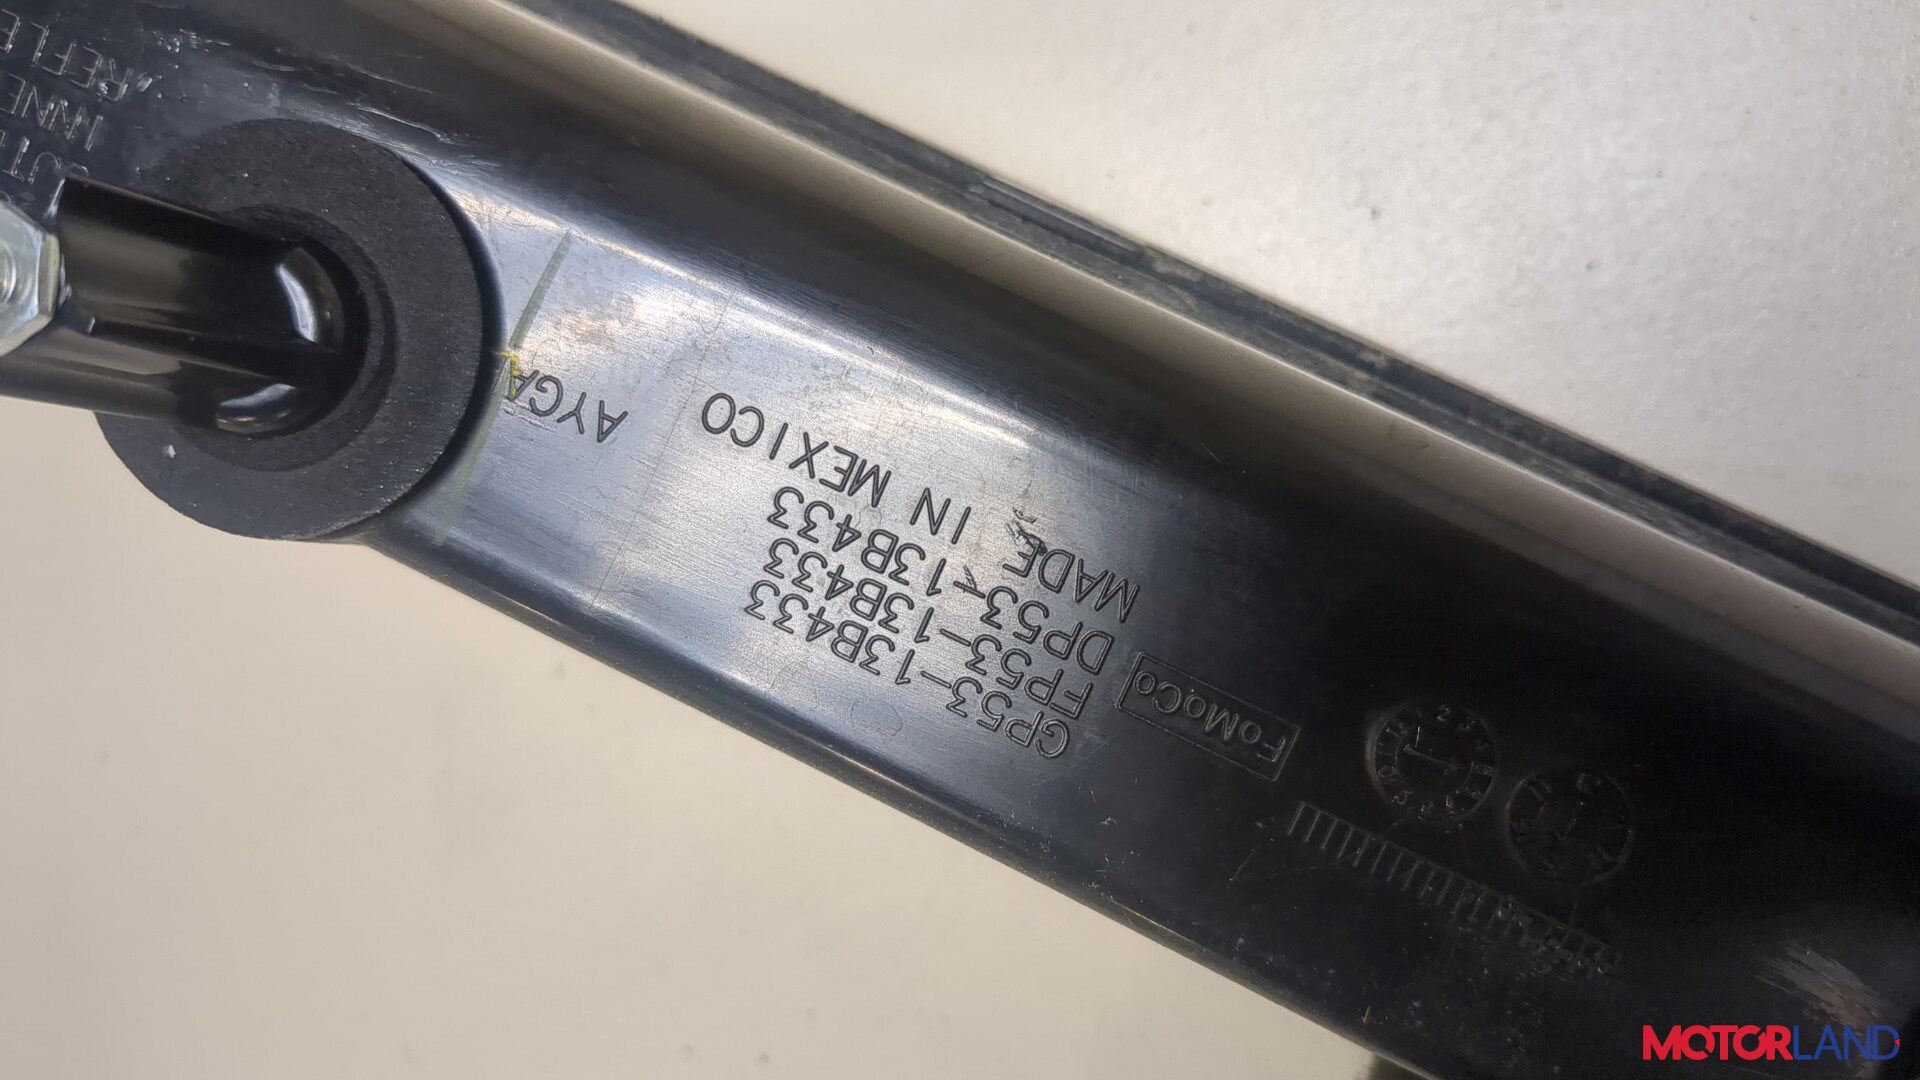 FoMoCo
GP53-13B433
FP53-13B433
DP53-13B433
MADE IN MEXICO
AYGA
MOTORLAND